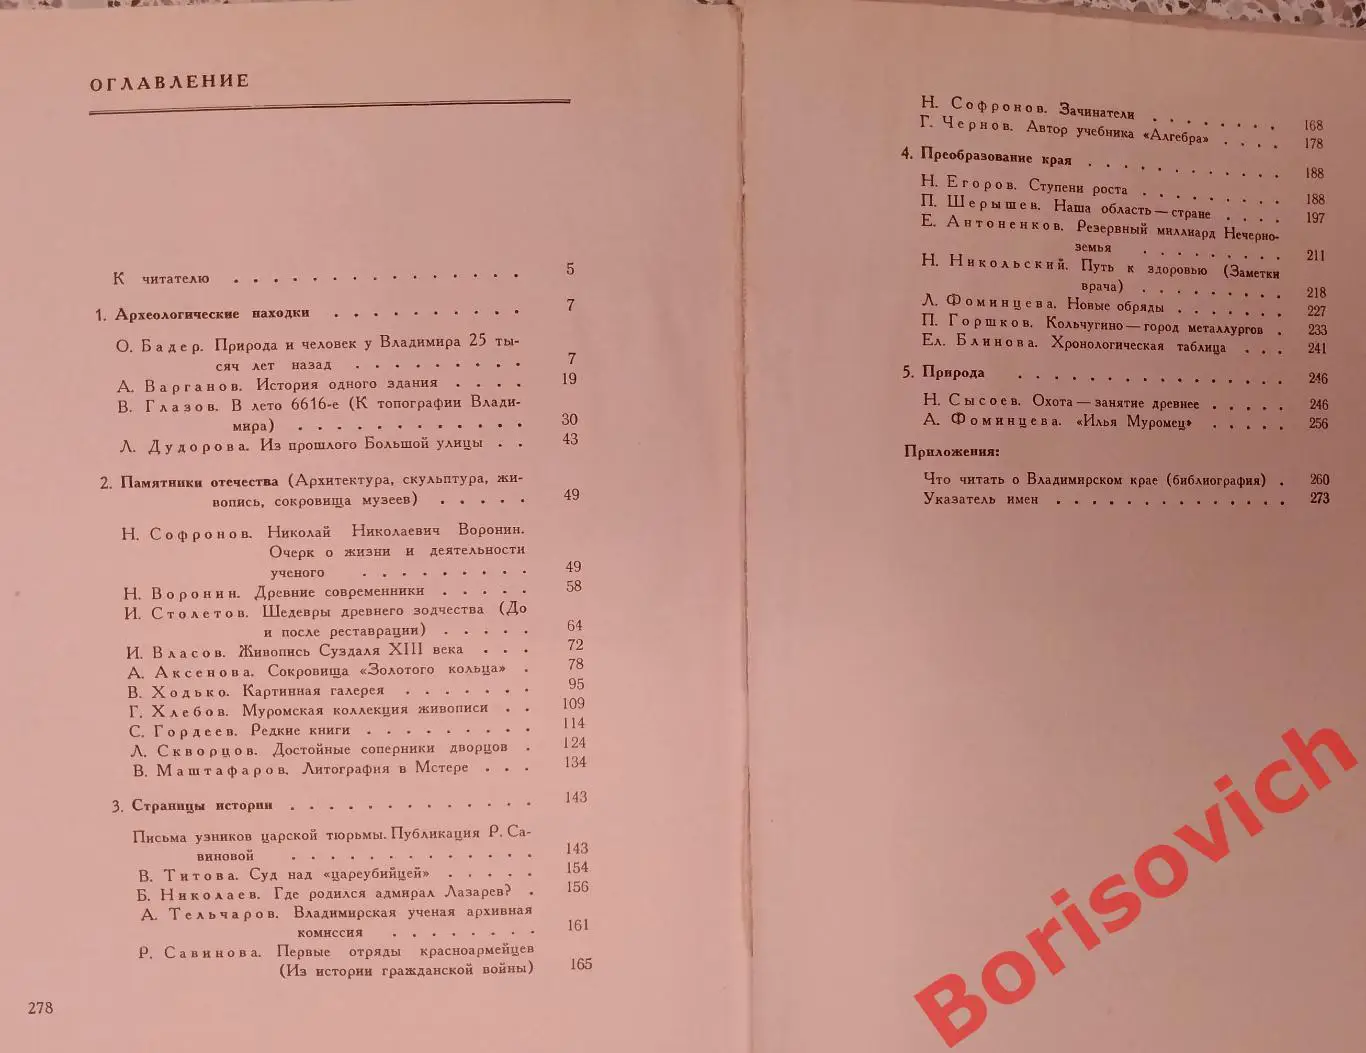 ОГЛАВЛЕНИЕ
К читателю . . . . . . . . . . . . . . . 5
1. Археологические находки . . . . . . . . . . 7
О. Бадер. Природа и человек у Владимира 25 ты-
сяч лет назад . . . . . . . . . 7
А. Варганов. История одного здания . . . . 19
В. Глазов. В лето 6616-е (К топографии Влади-
мира) . . . . . . . . . . . . 30
Л. Дудорова. Из прошлого Большой улицы . . 43
2. Памятники отечества (Архитектура, скульптура, жи-
вопись, сокровища музеев) . . . . . 49
Н. Софронов. Николай Николаевич Воронин.
Очерк о жизни и деятельности
ученого . . . . . . . . . 49
Н. Воронин. Древние современники . . . . . 58
И. Столетов. Шедевры древнего зодчества (До
и после реставрации) . . . . . 64
И. Власов. Живопись Суздаля XIII века . . . 72
А. Аксенова. Сокровища «Золотого кольца» . 78
В. Ходько. Картинная галерея . . . . . . . 95
Г. Хлебов. Муромская коллекция живописи . . 109
С. Гордеев. Редкие книги . . . . . . . . . 114
Л. Скворцов. Достойные соперники дворцов . 124
В. Маштафаров. Литография в Мстере . . . 134
3. Страницы истории . . . . . . . . . . . . . 143
Письма узников царской тюрьмы. Публикация Р. Са-
виновой . . . . . . . . . . . . . 143
В. Титова. Суд над «цареубийцей» . . . . . 154
Б. Николаев. Где родился адмирал Лазарев? . 156
А. Тельчаров. Владимирская ученая архивная
комиссия . . . . . . . . 161
Р. Савинова. Первые отряды красноармейцев
(Из истории гражданской войны) 165
278
Н. Софронов. Зачинатели . . . . . . . . 168
Г. Чернов. Автор учебника «Алгебра» . . . . 178
4. Преобразование края . . . . . . . . . . . 188
Н. Егоров. Ступени роста . . . . . . . . . 188
П. Шерышев. Наша область — стране . . . . 197
Е. Антоненков. Резервный миллиард Нечерно-
земья . . . . . . . . . . 211
Н. Никольский. Путь к здоровью (Заметки
врача) . . . . . . . . . 218
Л. Фоминцева. Новые обряды . . . . . . . 227
П. Горшков. Кольчугино — город металлургов . 233
Ел. Блинова. Хронологическая таблица . . . 241
5. Природа . . . . . . . . . . . . . . 246
Н. Сысоев. Охота — занятие древнее . . . . . 246
А. Фоминцева. «Илья Муромец» . . . . . 256
Приложения:
Что читать о Владимирском крае (библиография) . 260
Указатель имен . . . . . . . . . . . . 273
Borisovich